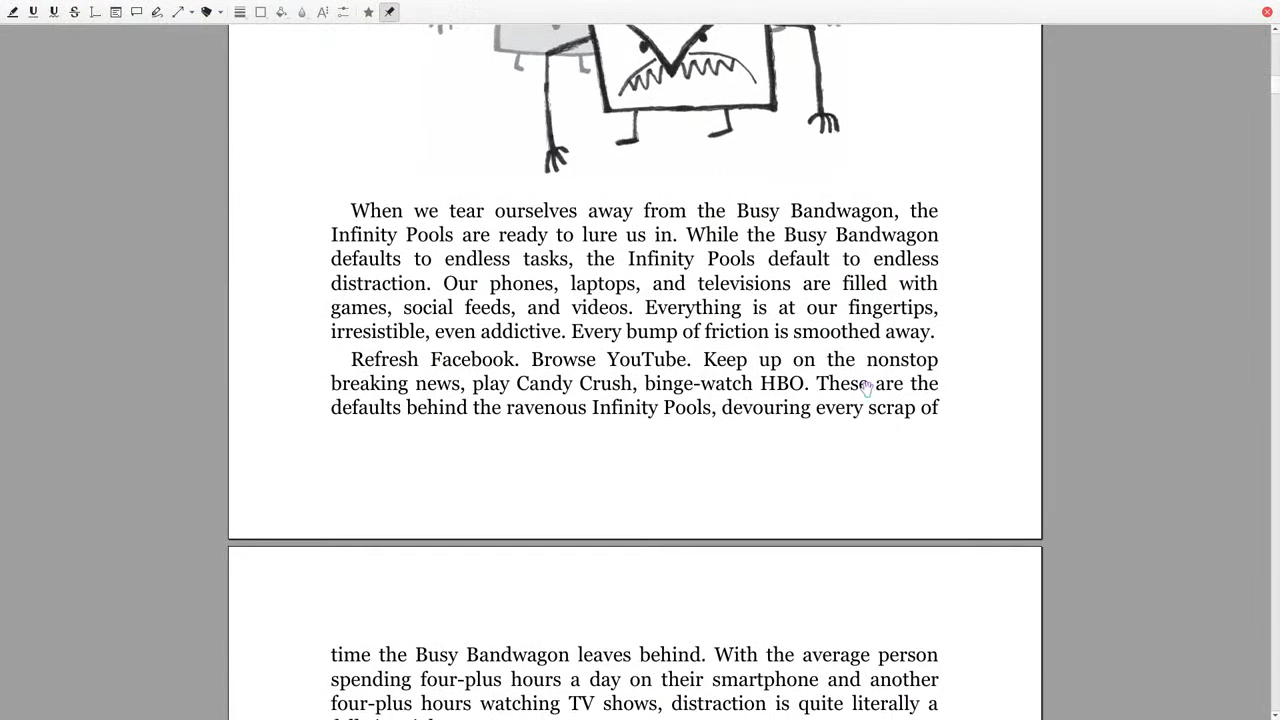 When we tear ourselves away from the Busy Bandwagon, the
Infinity Pools are ready to lure us in. While the Busy Bandwagon
defaults to endless tasks, the Infinity Pools default to endless
distraction. Our phones, laptops, and televisions are filled with
games, social feeds, and videos. Everything is at our fingertips,
irresistible, even addictive. Every bump of friction is smoothed away.
Refresh Facebook. Browse YouTube. Keep up on the nonstop
breaking news, play Candy Crush, binge-watch HBO. These are the
defaults behind the ravenous Infinity Pools, devouring every scrap of
time the Busy Bandwagon leaves behind. With the average person
spending four-plus hours a day on their smartphone and another
four-plus hours watching TV shows, distraction is quite literally a